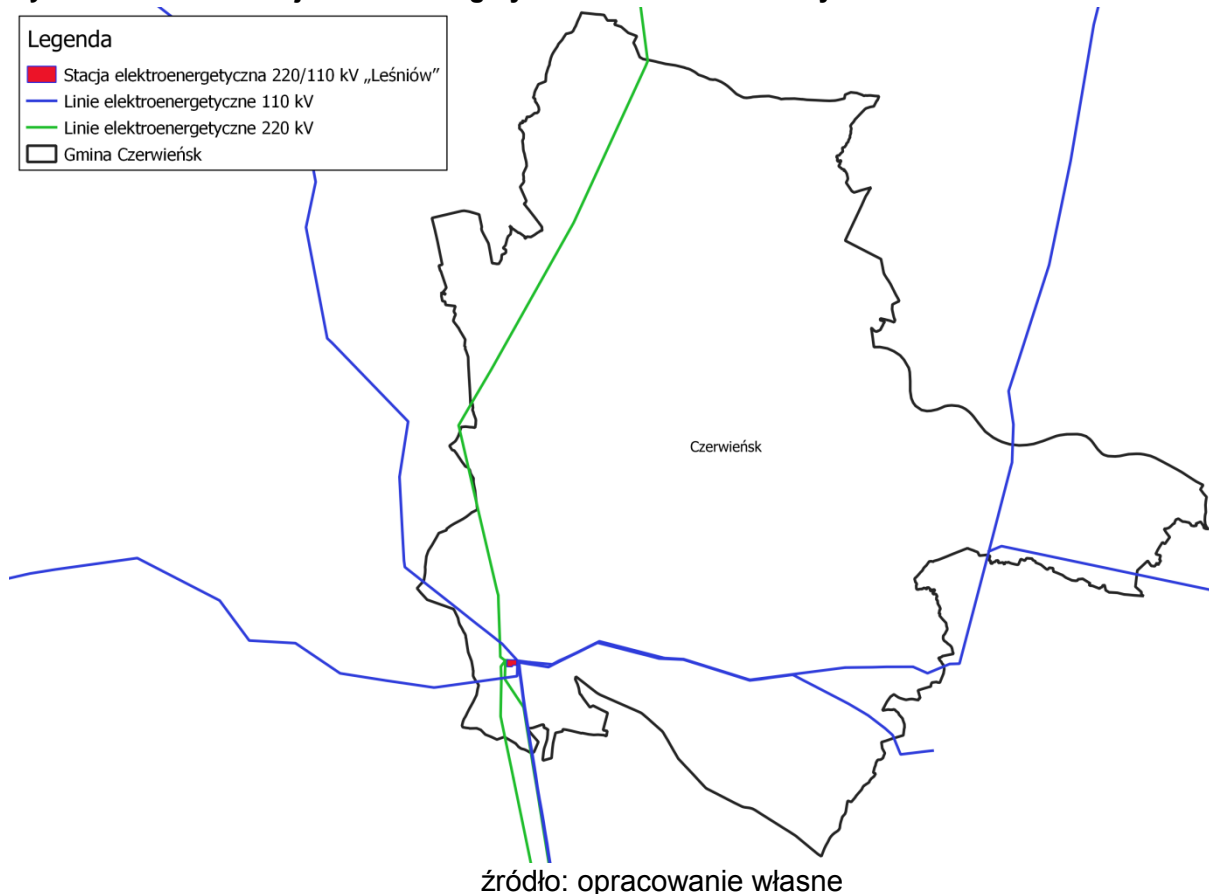 Legenda
Stacja elektroenergetyczna 220/110 kV „Leśniów”
Linie elektroenergetyczne 110 kV
Linie elektroenergetyczne 220 kV
Gmina Czerwieńsk
Czerwieńsk
źródło: opracowanie własne